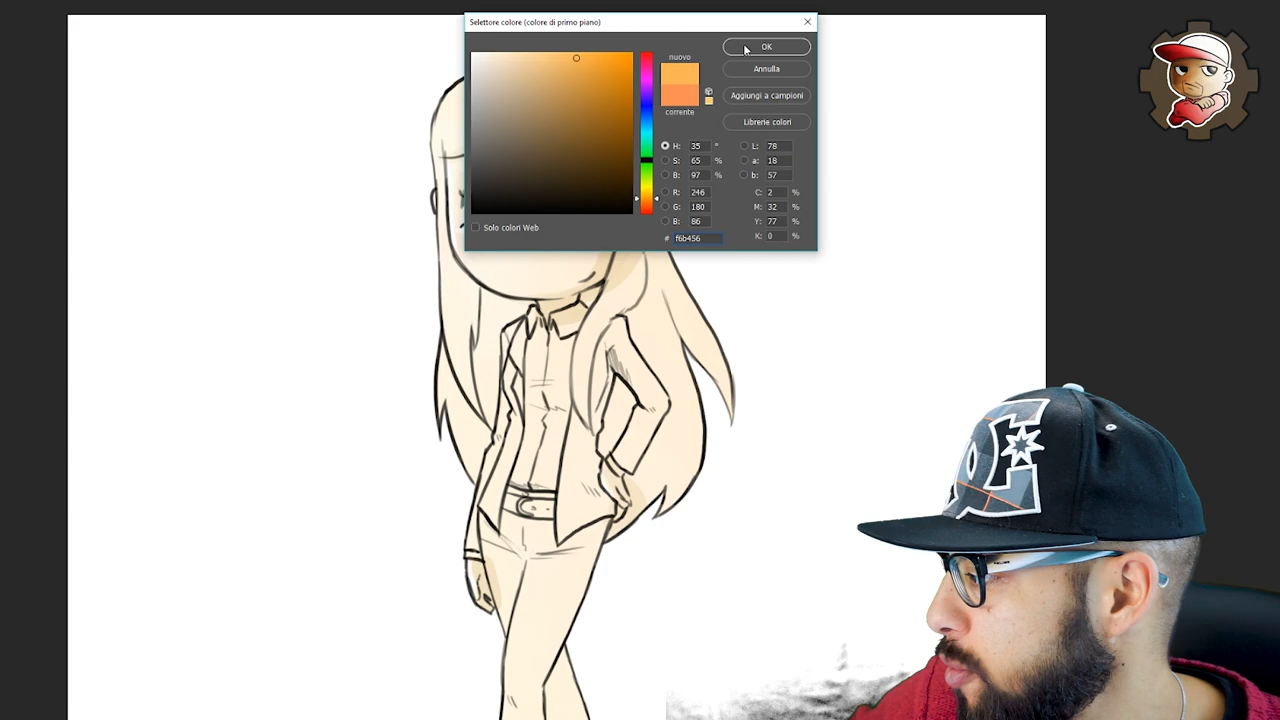 Selettore colore (colore di primo piano)
nuovo
corrente
OK
Annulla
Aggiungi a campioni
Librerie colori
H: 35 °
S: 65 %
B: 97 %
R: 246
G: 180
B: 86
# f6b456
L: 78
a: 18
b: 57
C: 2 %
M: 32 %
Y: 77 %
K: 0 %
Solo colori Web
DC